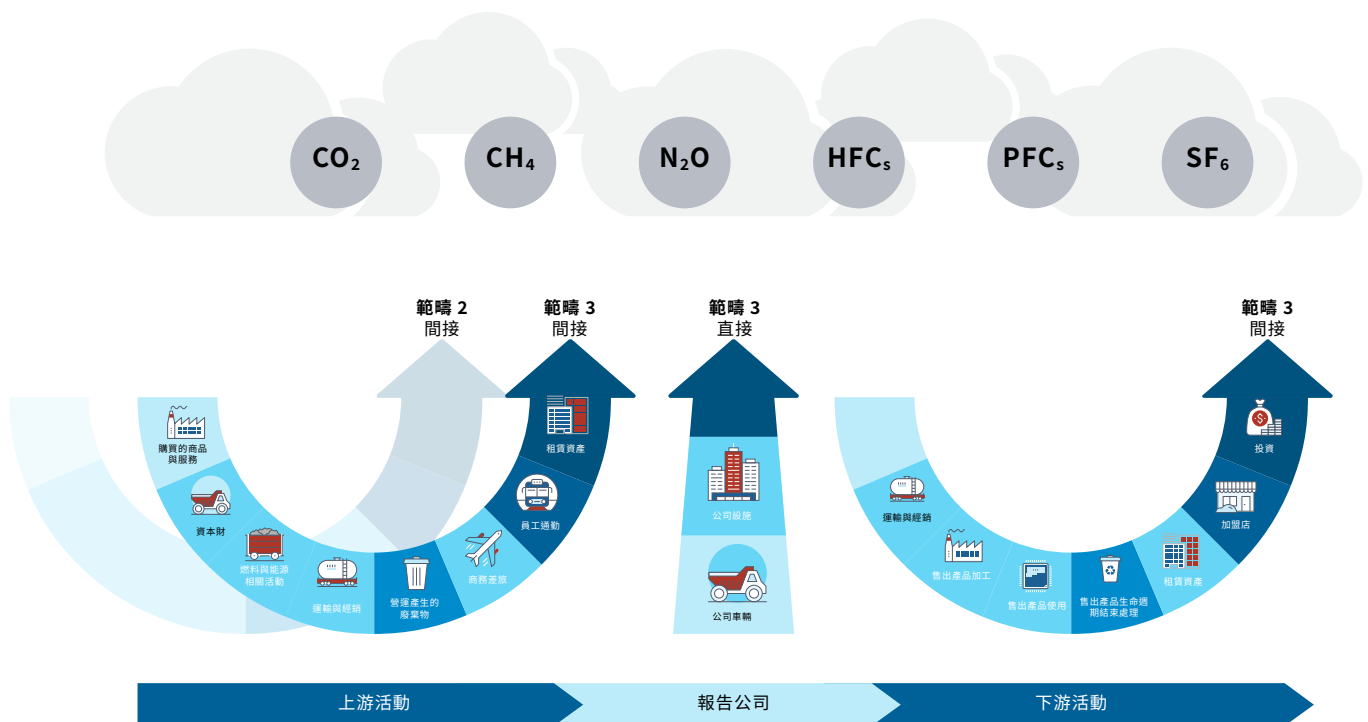 CO₂
CH₄
N₂O
HFCₛ
PFCₛ
SF₆
範疇 2
間接
範疇 3
間接
範疇 3
直接
範疇 3
間接
購買的商品
與服務
資本財
燃料與能源
相關活動
運輸與經銷
營運產生的
廢棄物
商務差旅
員工通勤
租賃資產
公司設施
公司車輛
運輸與經銷
售出產品加工
售出產品使用
售出產品生命週
期結束處理
租賃資產
加盟店
投資
上游活動
報告公司
下游活動